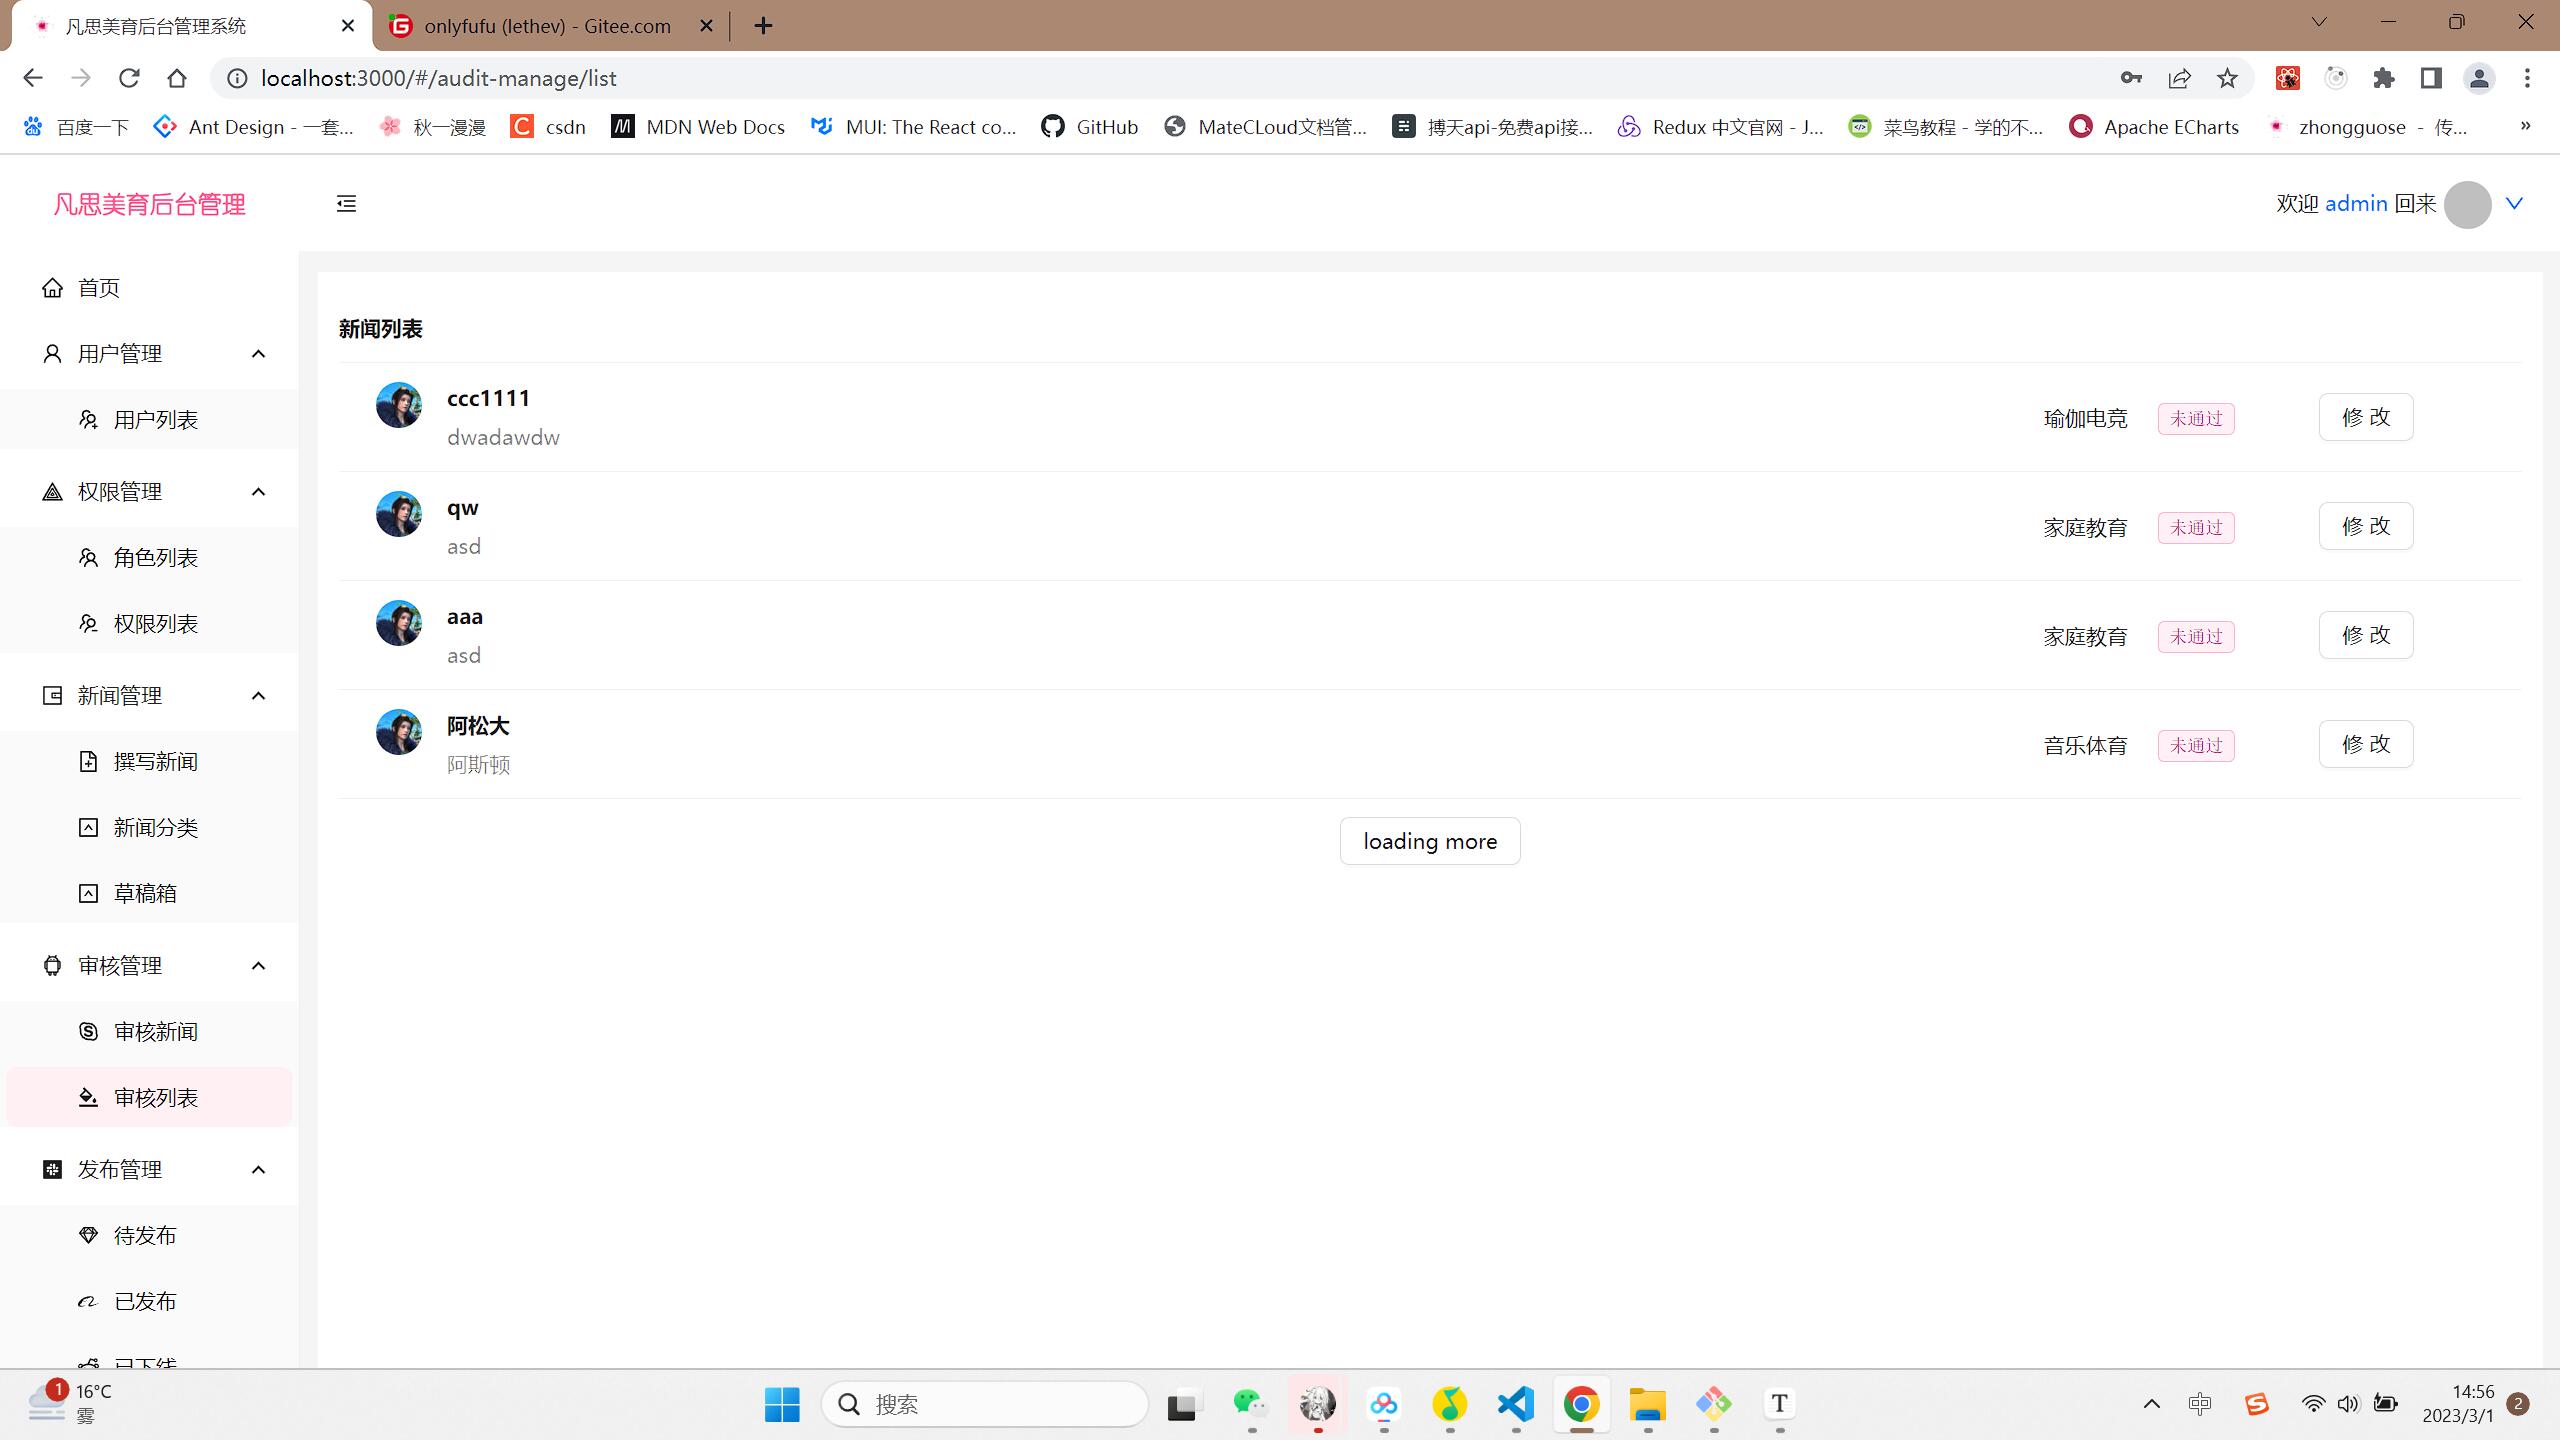 凡思美育后台管理系统
onlyfufu (lethev) - Gitee.com
localhost:3000/#/audit-manage/list
百度一下
Ant Design - 一套...
秋一漫漫
csdn
MDN Web Docs
MUI: The React co...
GitHub
MateCLoud文档管...
搏天api-免费api接...
Redux 中文官网 - J...
菜鸟教程 - 学的不...
Apache ECharts
zhongguose - 传...
»
凡思美育后台管理
欢迎 admin 回来
首页
用户管理
用户列表
权限管理
角色列表
权限列表
新闻管理
撰写新闻
新闻分类
草稿箱
审核管理
审核新闻
审核列表
发布管理
待发布
已发布
已下线
新闻列表
ccc1111
dwadawdw
瑜伽电竞
未通过
修 改
qw
asd
家庭教育
未通过
修 改
aaa
asd
家庭教育
未通过
修 改
阿松大
阿斯顿
音乐体育
未通过
修 改
loading more
1
16°C
雾
搜索
中
14:56
2023/3/1
2